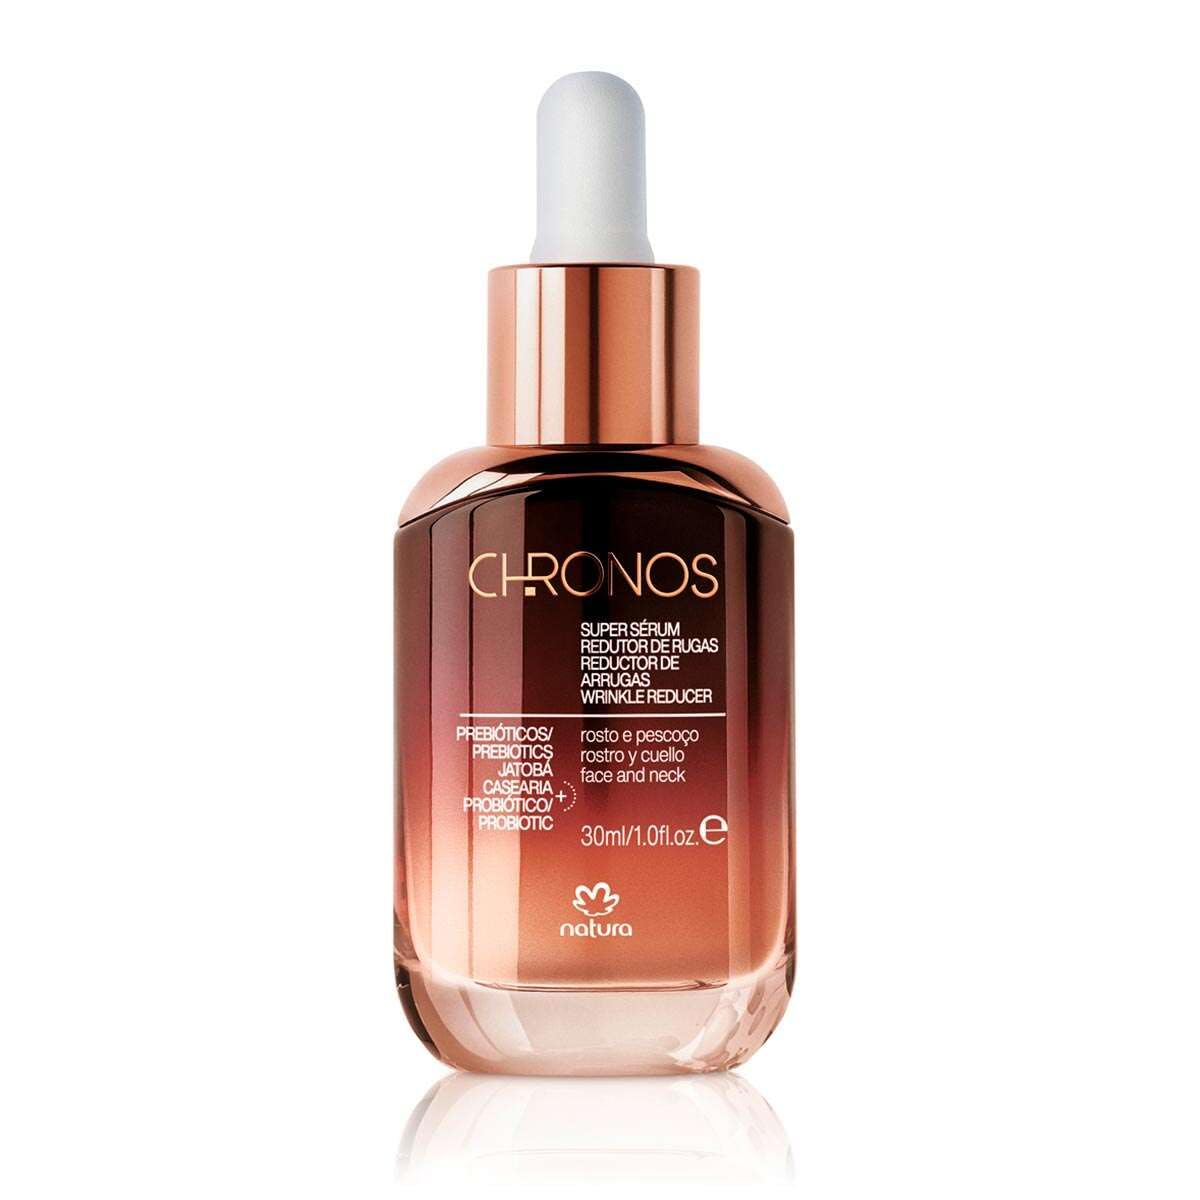 CHRONOS
SUPER SÉRUM
REDUTOR DE RUGAS
REDUCTOR DE
ARRUGAS
WRINKLE REDUCER
PREBIÓTICOS/
PREBIOTICS
JATOBÁ
CASEARIA
+
PROBIÓTICO/
PROBIOTIC
rosto e pescoço
rostro y cuello
face and neck
30ml/1.0fl.oz.℮
natura